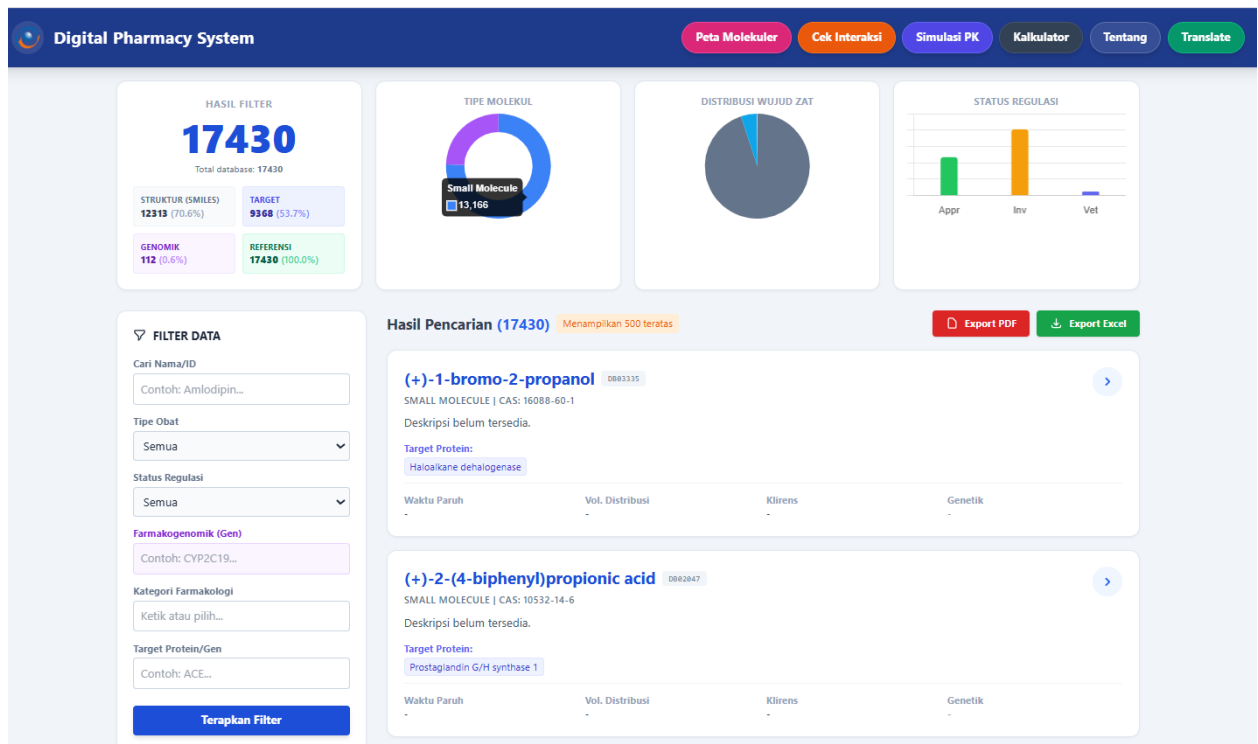 Digital Pharmacy System
Peta Molekuler
Cek Interaksi
Simulasi PK
Kalkulator
Tentang
Translate
HASIL FILTER
17430
Total database: 17430
STRUKTUR (SMILES)
12313 (70.6%)
TARGET
9368 (53.7%)
GENOMIK
112 (0.6%)
REFERENSI
17430 (100.0%)
TIPE MOLEKUL
Small Molecule
13,166
DISTRIBUSI WUJUD ZAT
STATUS REGULASI
Appr Inv Vet
FILTER DATA
Cari Nama/ID
Contoh: Amlodipin...
Tipe Obat
Semua
Status Regulasi
Semua
Farmakogenomik (Gen)
Contoh: CYP2C19...
Kategori Farmakologi
Ketik atau pilih...
Target Protein/Gen
Contoh: ACE...
Terapkan Filter
Hasil Pencarian (17430) Menampilkan 500 teratas
Export PDF
Export Excel
(+)-1-bromo-2-propanol DB03335
SMALL MOLECULE | CAS: 16088-60-1
Deskripsi belum tersedia.
Target Protein:
Haloalkane dehalogenase
Waktu Paruh Vol. Distribusi Klirens Genetik
- - - -
(+)-2-(4-biphenyl)propionic acid DB02047
SMALL MOLECULE | CAS: 10532-14-6
Deskripsi belum tersedia.
Target Protein:
Prostaglandin G/H synthase 1
Waktu Paruh Vol. Distribusi Klirens Genetik
- - - -